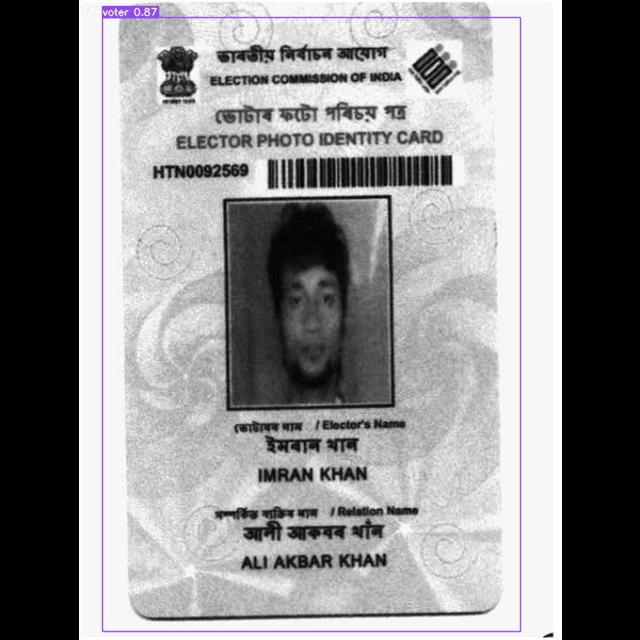 voter 0.87
ভাৰতীয় নিৰ্বাচন আয়োগ
ELECTION COMMISSION OF INDIA
ভোটাৰ ফটো পৰিচয় পত্ৰ
ELECTOR PHOTO IDENTITY CARD
HTN0092569
ভোটাৰৰ নাম / Elector's Name
ইমৰান খান
IMRAN KHAN
সম্পৰ্কিত ব্যক্তিৰ নাম / Relation Name
আলী আকবৰ খাঁন
ALI AKBAR KHAN